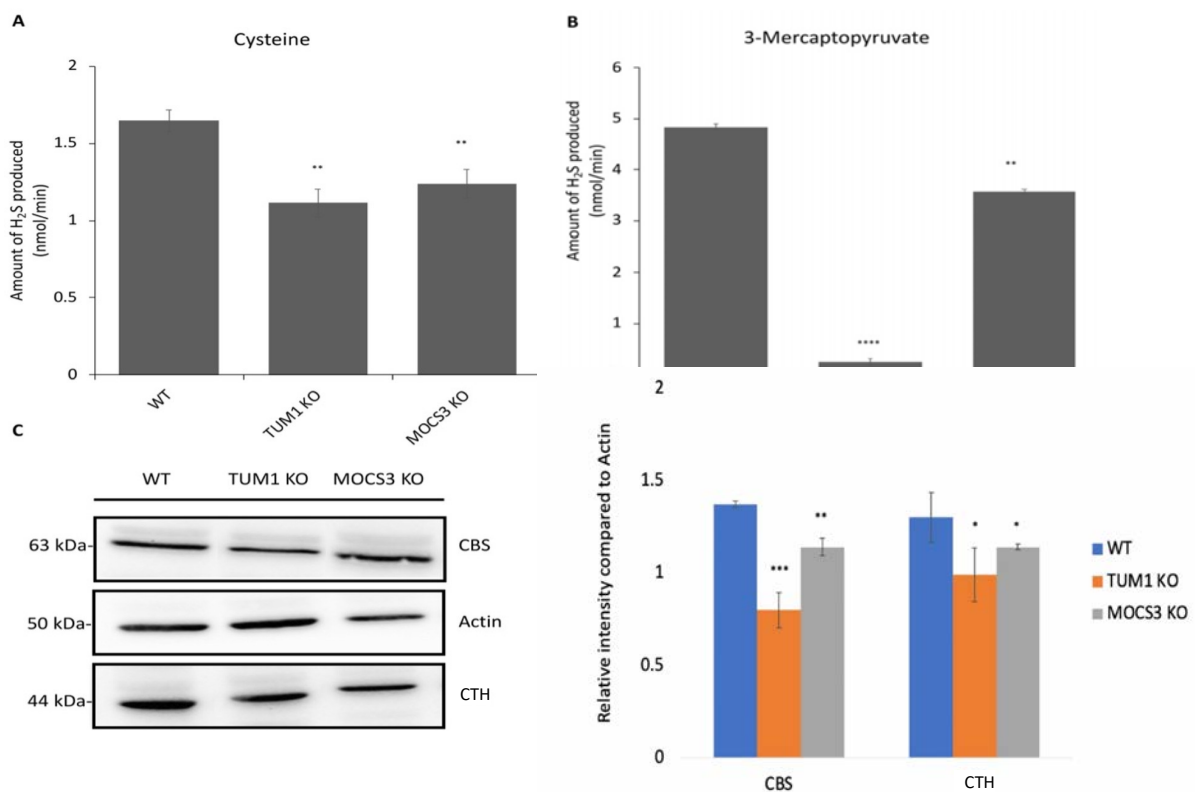 A
Cysteine
Amount of H₂S produced
(nmol/min)
2
1.5
1
0.5
0
**
**
WT
TUM1 KO
MOCS3 KO
B
3-Mercaptopyruvate
Amount of H₂S produced
(nmol/min)
6
5
4
3
2
1
****
**
C
WT TUM1 KO MOCS3 KO
63 kDa- CBS
50 kDa- Actin
44 kDa- CTH
Relative intensity compared to Actin
2
1.5
1
0.5
0
***
**
*
*
CBS CTH
WT
TUM1 KO
MOCS3 KO